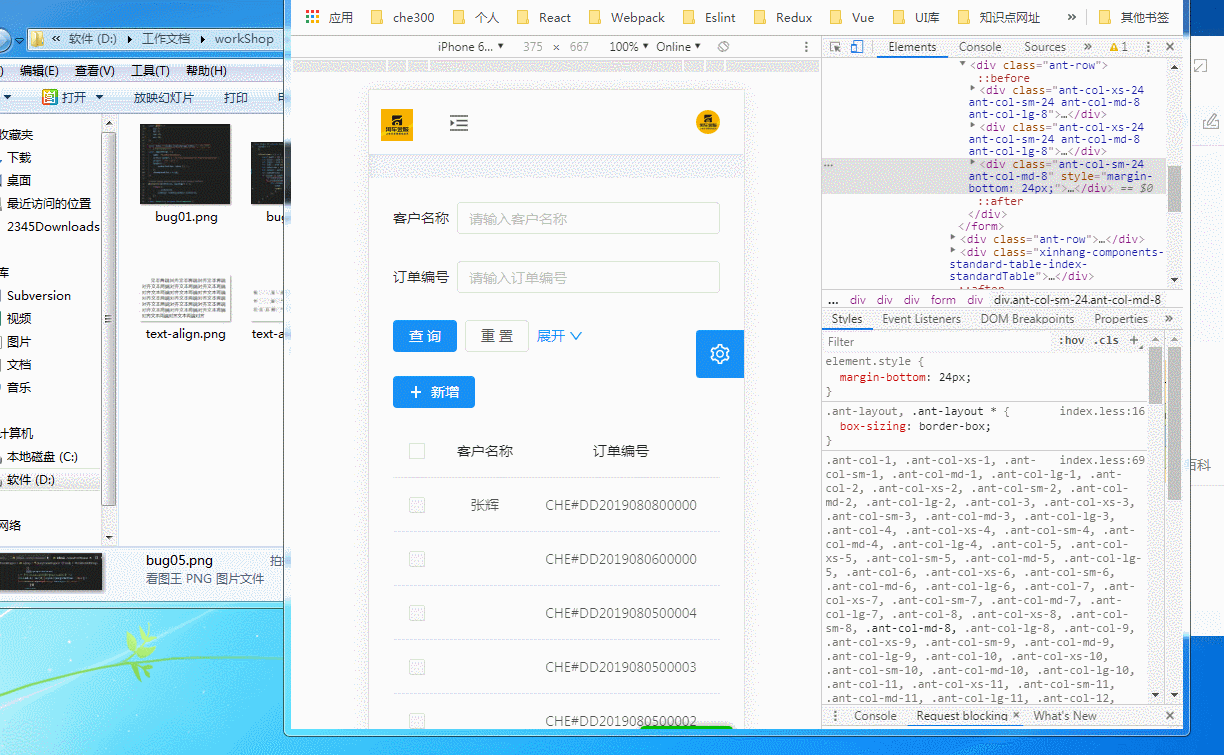 应用 che300 个人 React Webpack Eslint Redux Vue UI库 知识点网址 » 其他书签
« 软件 (D:) ▸ 工作文档 ▸ workShop
编辑(E) 查看(V) 工具(T) 帮助(H)
打开 放映幻灯片 打印
收藏夹
下载
桌面
最近访问的位置
2345Downloads
库
Subversion
视频
图片
文档
音乐
计算机
本地磁盘 (C:)
软件 (D:)
网络
bug01.png
bug
text-align.png
text-a
bug05.png
看图王 PNG 图片文件
拍
iPhone 6... ▼ 375 × 667 100% ▼ Online ▼
客户名称 请输入客户名称
订单编号 请输入订单编号
查 询 重 置 展开
+ 新增
客户名称 订单编号
张辉 CHE#DD2019080800000
CHE#DD2019080600000
CHE#DD2019080500004
CHE#DD2019080500003
CHE#DD2019080500002
Elements Console Sources » 1
<div class="ant-row">
::before
<div class="ant-col-xs-24
ant-col-sm-24 ant-col-md-8
ant-col-lg-8">…</div>
<div class="ant-col-xs-24
ant-col-sm-24 ant-col-md-8
ant-col-lg-8">…</div>
<div class="ant-col-sm-24
ant-col-md-8" style="margin-
bottom: 24px;">…</div> == $0
::after
</div>
</form>
<div class="ant-row">…</div>
<div class="xinhang-components-
standard-table-index-
standardTable">…</div>
::after
... div div div form div div.ant-col-sm-24.ant-col-md-8
Styles Event Listeners DOM Breakpoints Properties »
Filter :hov .cls +
element.style {
margin-bottom: 24px;
}
.ant-layout, .ant-layout * { index.less:16
box-sizing: border-box;
}
.ant-col-1, .ant-col-xs-1, .ant- index.less:69
col-sm-1, .ant-col-md-1, .ant-col-lg-1, .ant-col-
2, .ant-col-xs-2, .ant-col-sm-2, .ant-col-
md-2, .ant-col-lg-2, .ant-col-3, .ant-col-xs-3,
.ant-col-sm-3, .ant-col-md-3, .ant-col-lg-3,
.ant-col-4, .ant-col-xs-4, .ant-col-sm-4, .ant-col-
md-4, .ant-col-lg-4, .ant-col-5, .ant-col-
xs-5, .ant-col-sm-5, .ant-col-md-5, .ant-col-lg-
5, .ant-col-6, .ant-col-xs-6, .ant-col-sm-6,
.ant-col-md-6, .ant-col-lg-6, .ant-col-7, .ant-col-
xs-7, .ant-col-sm-7, .ant-col-md-7, .ant-col-
lg-7, .ant-col-8, .ant-col-xs-8, .ant-col-
sm-8, .ant-col-md-8, .ant-col-lg-8, .ant-col-9,
.ant-col-xs-9, .ant-col-sm-9, .ant-col-md-9,
.ant-col-lg-9, .ant-col-10, .ant-col-xs-10,
.ant-col-sm-10, .ant-col-md-10, .ant-col-lg-10,
.ant-col-11, .ant-col-xs-11, .ant-col-sm-11,
.ant-col-md-11, .ant-col-lg-11, .ant-col-12,
Console Request blocking × What's New ×
百科